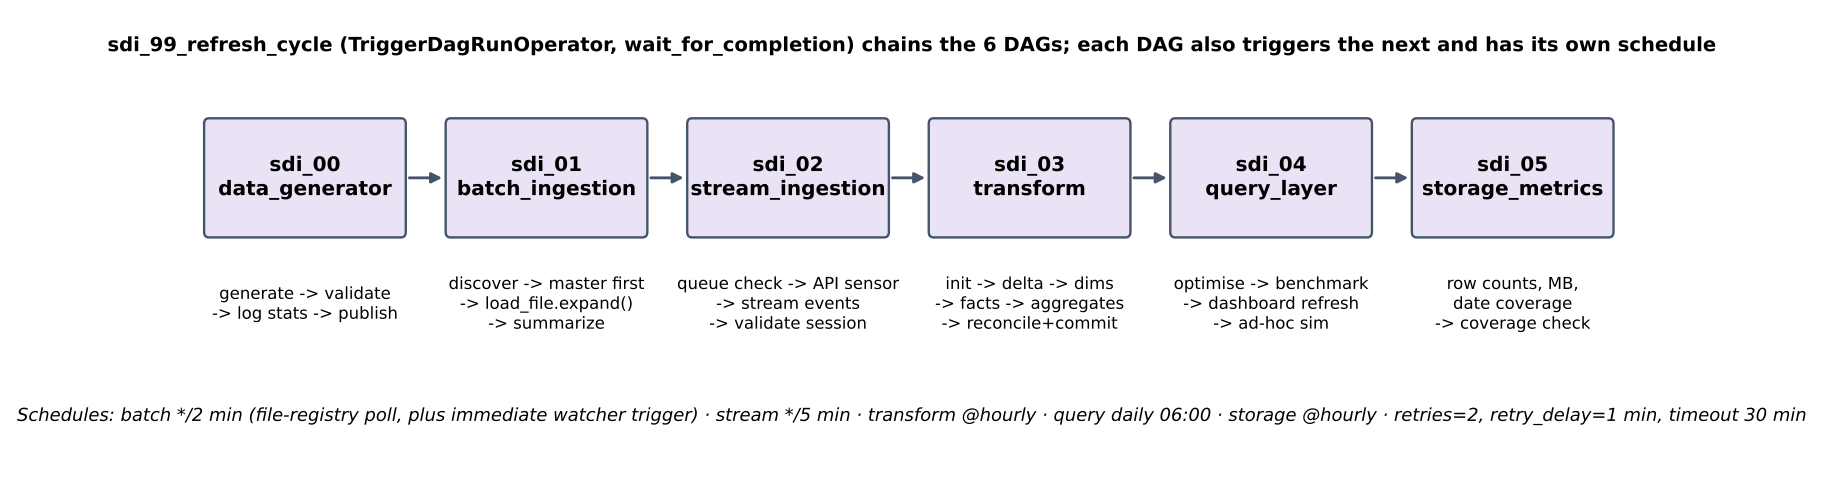 sdi_99_refresh_cycle (TriggerDagRunOperator, wait_for_completion) chains the 6 DAGs; each DAG also triggers the next and has its own schedule
sdi_00
data_generator
sdi_01
batch_ingestion
sdi_02
stream_ingestion
sdi_03
transform
sdi_04
query_layer
sdi_05
storage_metrics
generate -> validate
-> log stats -> publish
discover -> master first
-> load_file.expand()
-> summarize
queue check -> API sensor
-> stream events
-> validate session
init -> delta -> dims
-> facts -> aggregates
-> reconcile+commit
optimise -> benchmark
-> dashboard refresh
-> ad-hoc sim
row counts, MB,
date coverage
-> coverage check
Schedules: batch */2 min (file-registry poll, plus immediate watcher trigger) · stream */5 min · transform @hourly · query daily 06:00 · storage @hourly · retries=2, retry_delay=1 min, timeout 30 min